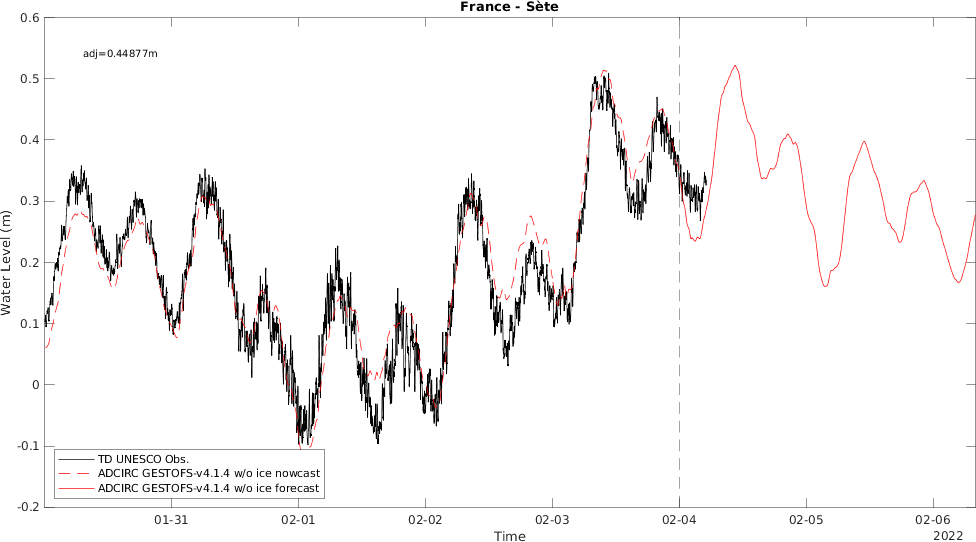 France - Sète
0.6
adj=0.44877m
0.5
0.4
0.3
0.2
0.1
0
-0.1
-0.2
Water Level (m)
TD UNESCO Obs.
ADCIRC GESTOFS-v4.1.4 w/o ice nowcast
ADCIRC GESTOFS-v4.1.4 w/o ice forecast
01-31 02-01 02-02 02-03 02-04 02-05 02-06
Time 2022